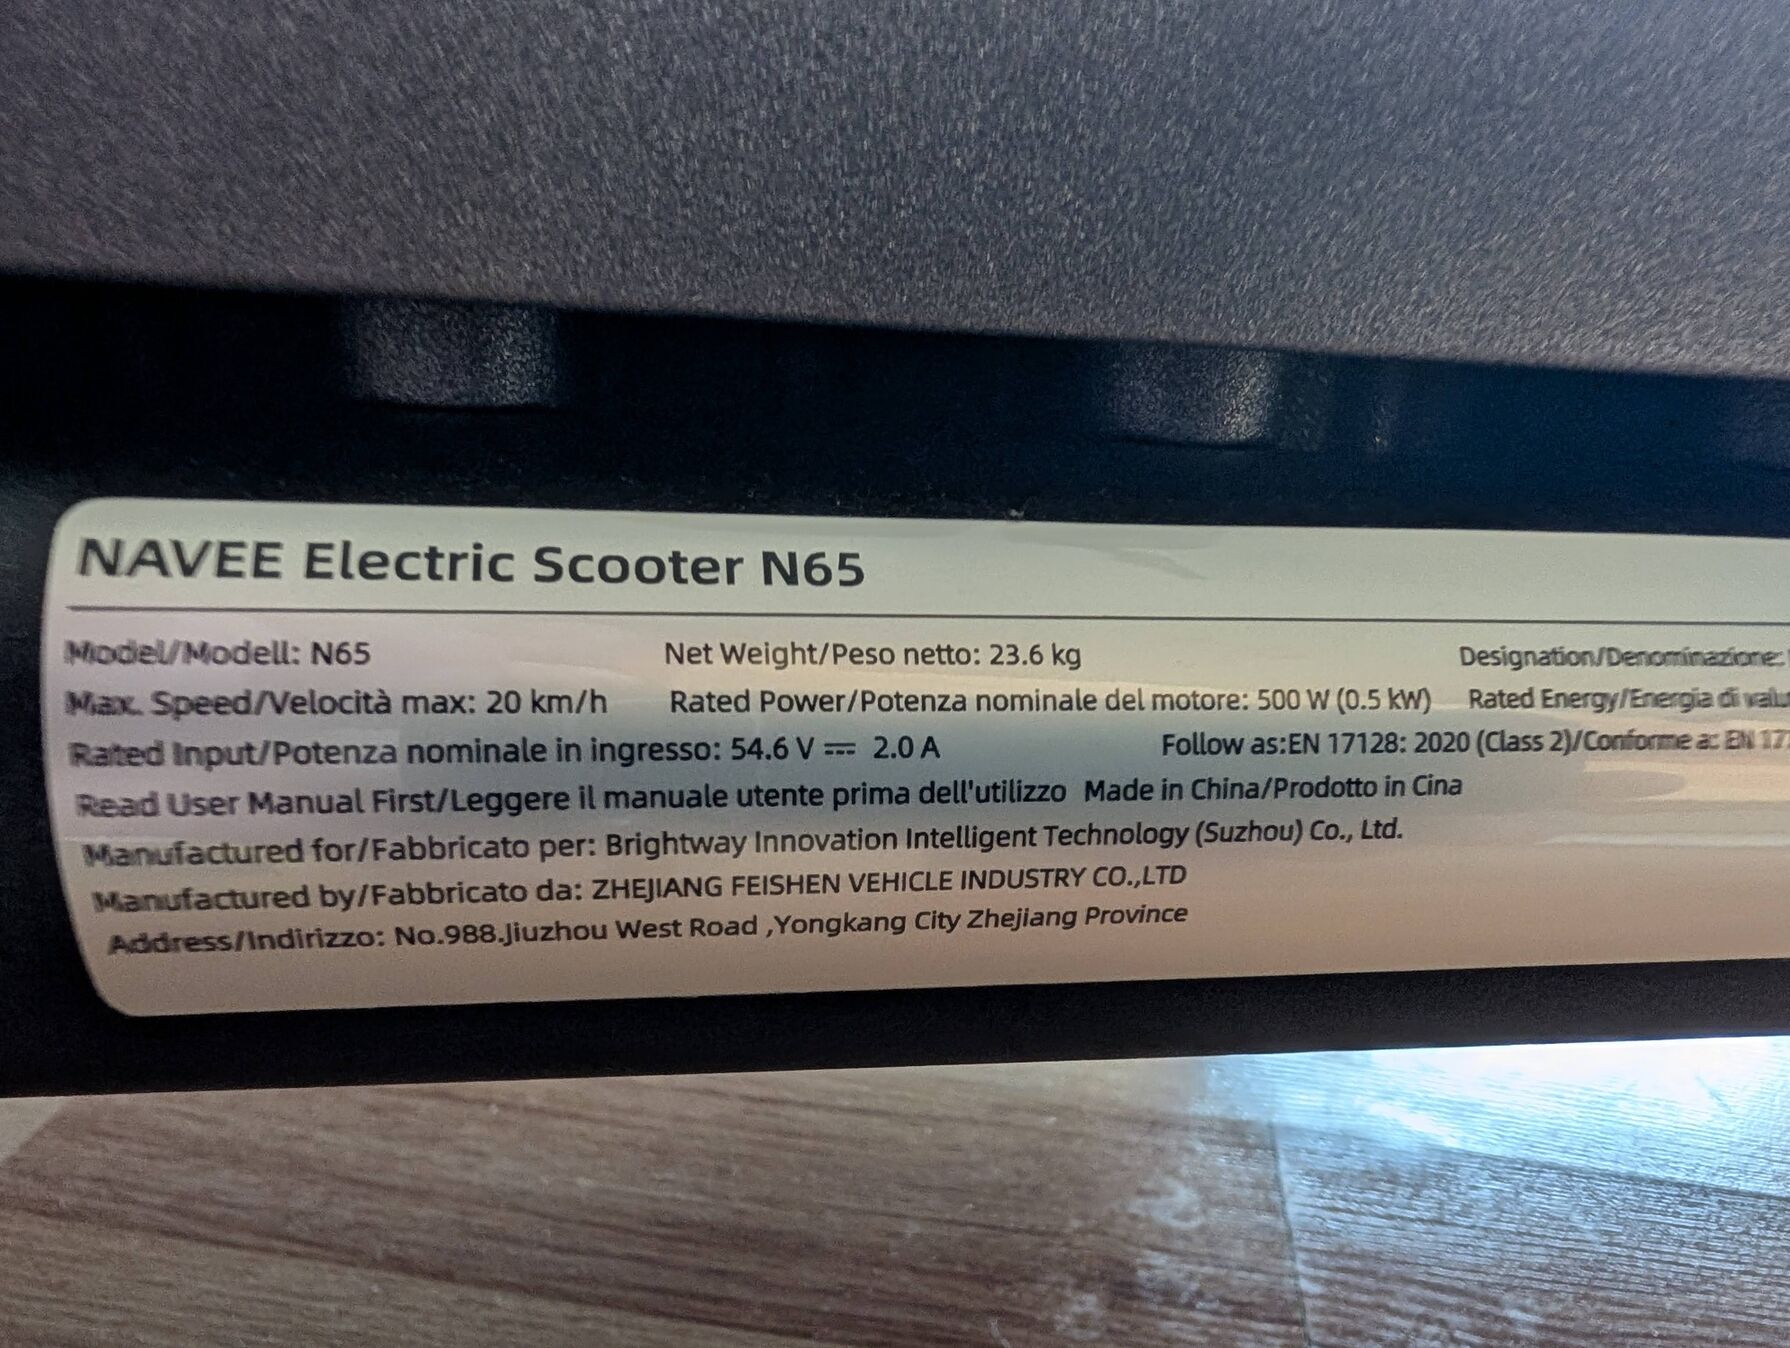 NAVEE Electric Scooter N65
Model/Modell: N65 Net Weight/Peso netto: 23.6 kg Designation/Denominazione:
Max. Speed/Velocità max: 20 km/h Rated Power/Potenza nominale del motore: 500 W (0.5 kW) Rated Energy/Energia di
Rated Input/Potenza nominale in ingresso: 54.6 V ⎓ 2.0 A Follow as:EN 17128: 2020 (Class 2)/Conforme a: EN
Read User Manual First/Leggere il manuale utente prima dell'utilizzo Made in China/Prodotto in Cina
Manufactured for/Fabbricato per: Brightway Innovation Intelligent Technology (Suzhou) Co., Ltd.
Manufactured by/Fabbricato da: ZHEJIANG FEISHEN VEHICLE INDUSTRY CO.,LTD
Address/Indirizzo: No.988.Jiuzhou West Road ,Yongkang City Zhejiang Province